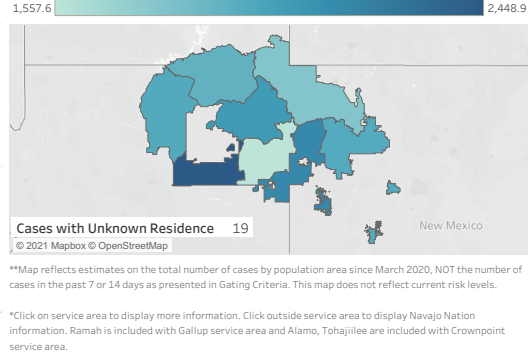 1,557.6 2,448.9
New Mexico
Cases with Unknown Residence 19
© 2021 Mapbox © OpenStreetMap
**Map reflects estimates on the total number of cases by population area since March 2020, NOT the number of
cases in the past 7 or 14 days as presented in Gating Criteria. This map does not reflect current risk levels.
*Click on service area to display more information. Click outside service area to display Navajo Nation
information. Ramah is included with Gallup service area and Alamo, Tohajiilee are included with Crownpoint
service area.